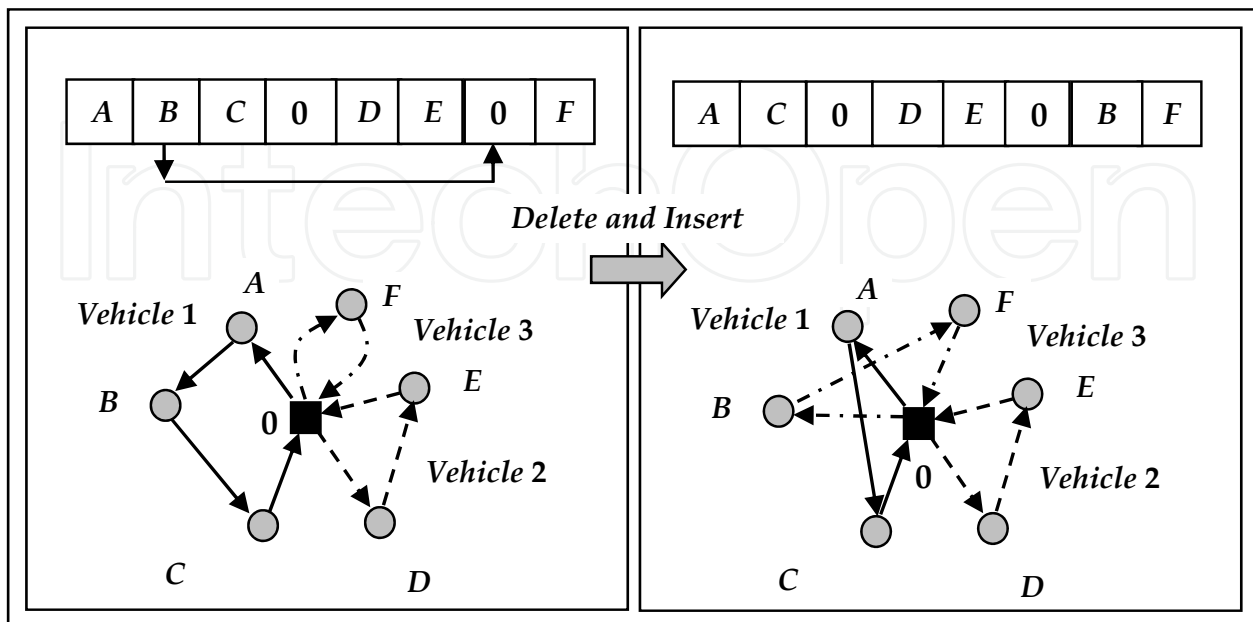 A B C 0 D E 0 F
A C 0 D E 0 B F
IntechOpen
Delete and Insert
A
F
Vehicle 1
Vehicle 3
B
E
0
Vehicle 2
C
D
A
F
Vehicle 1
Vehicle 3
B
E
0
Vehicle 2
C
D